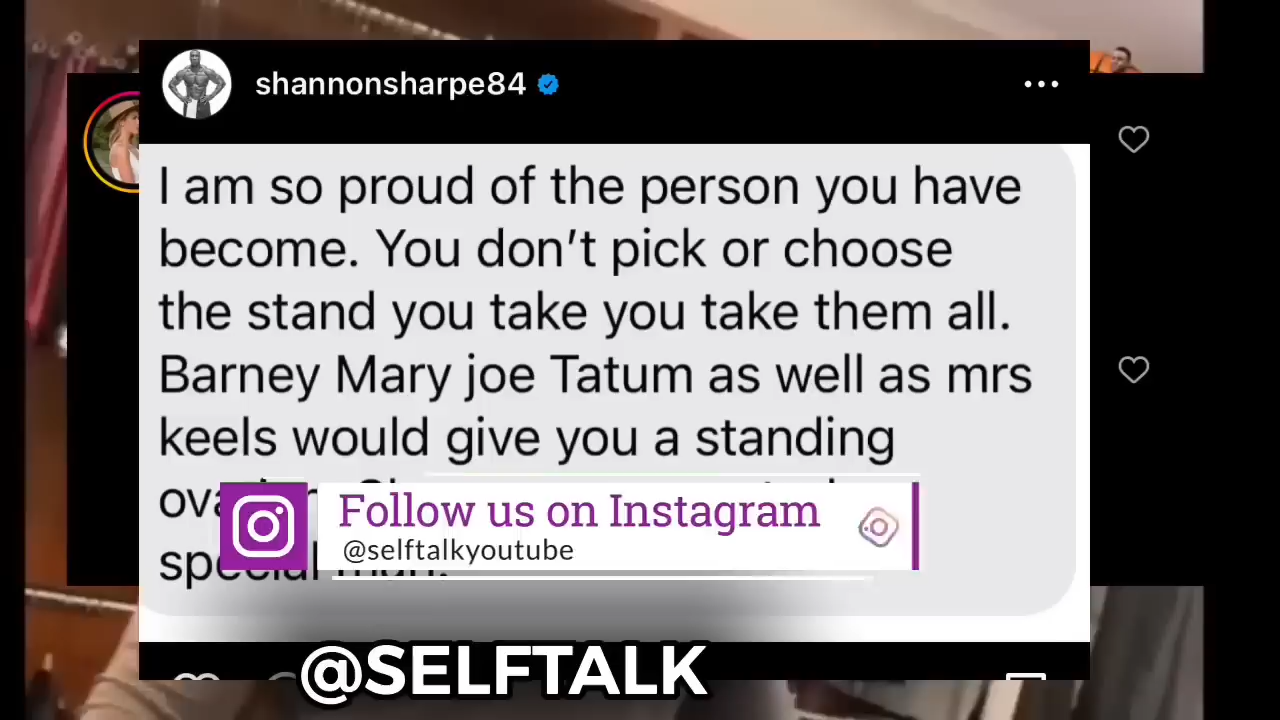 shannonsharpe84
I am so proud of the person you have
become. You don't pick or choose
the stand you take you take them all.
Barney Mary joe Tatum as well as mrs
keels would give you a standing
Follow us on Instagram
@selftalkyoutube
special man.
@SELFTALK